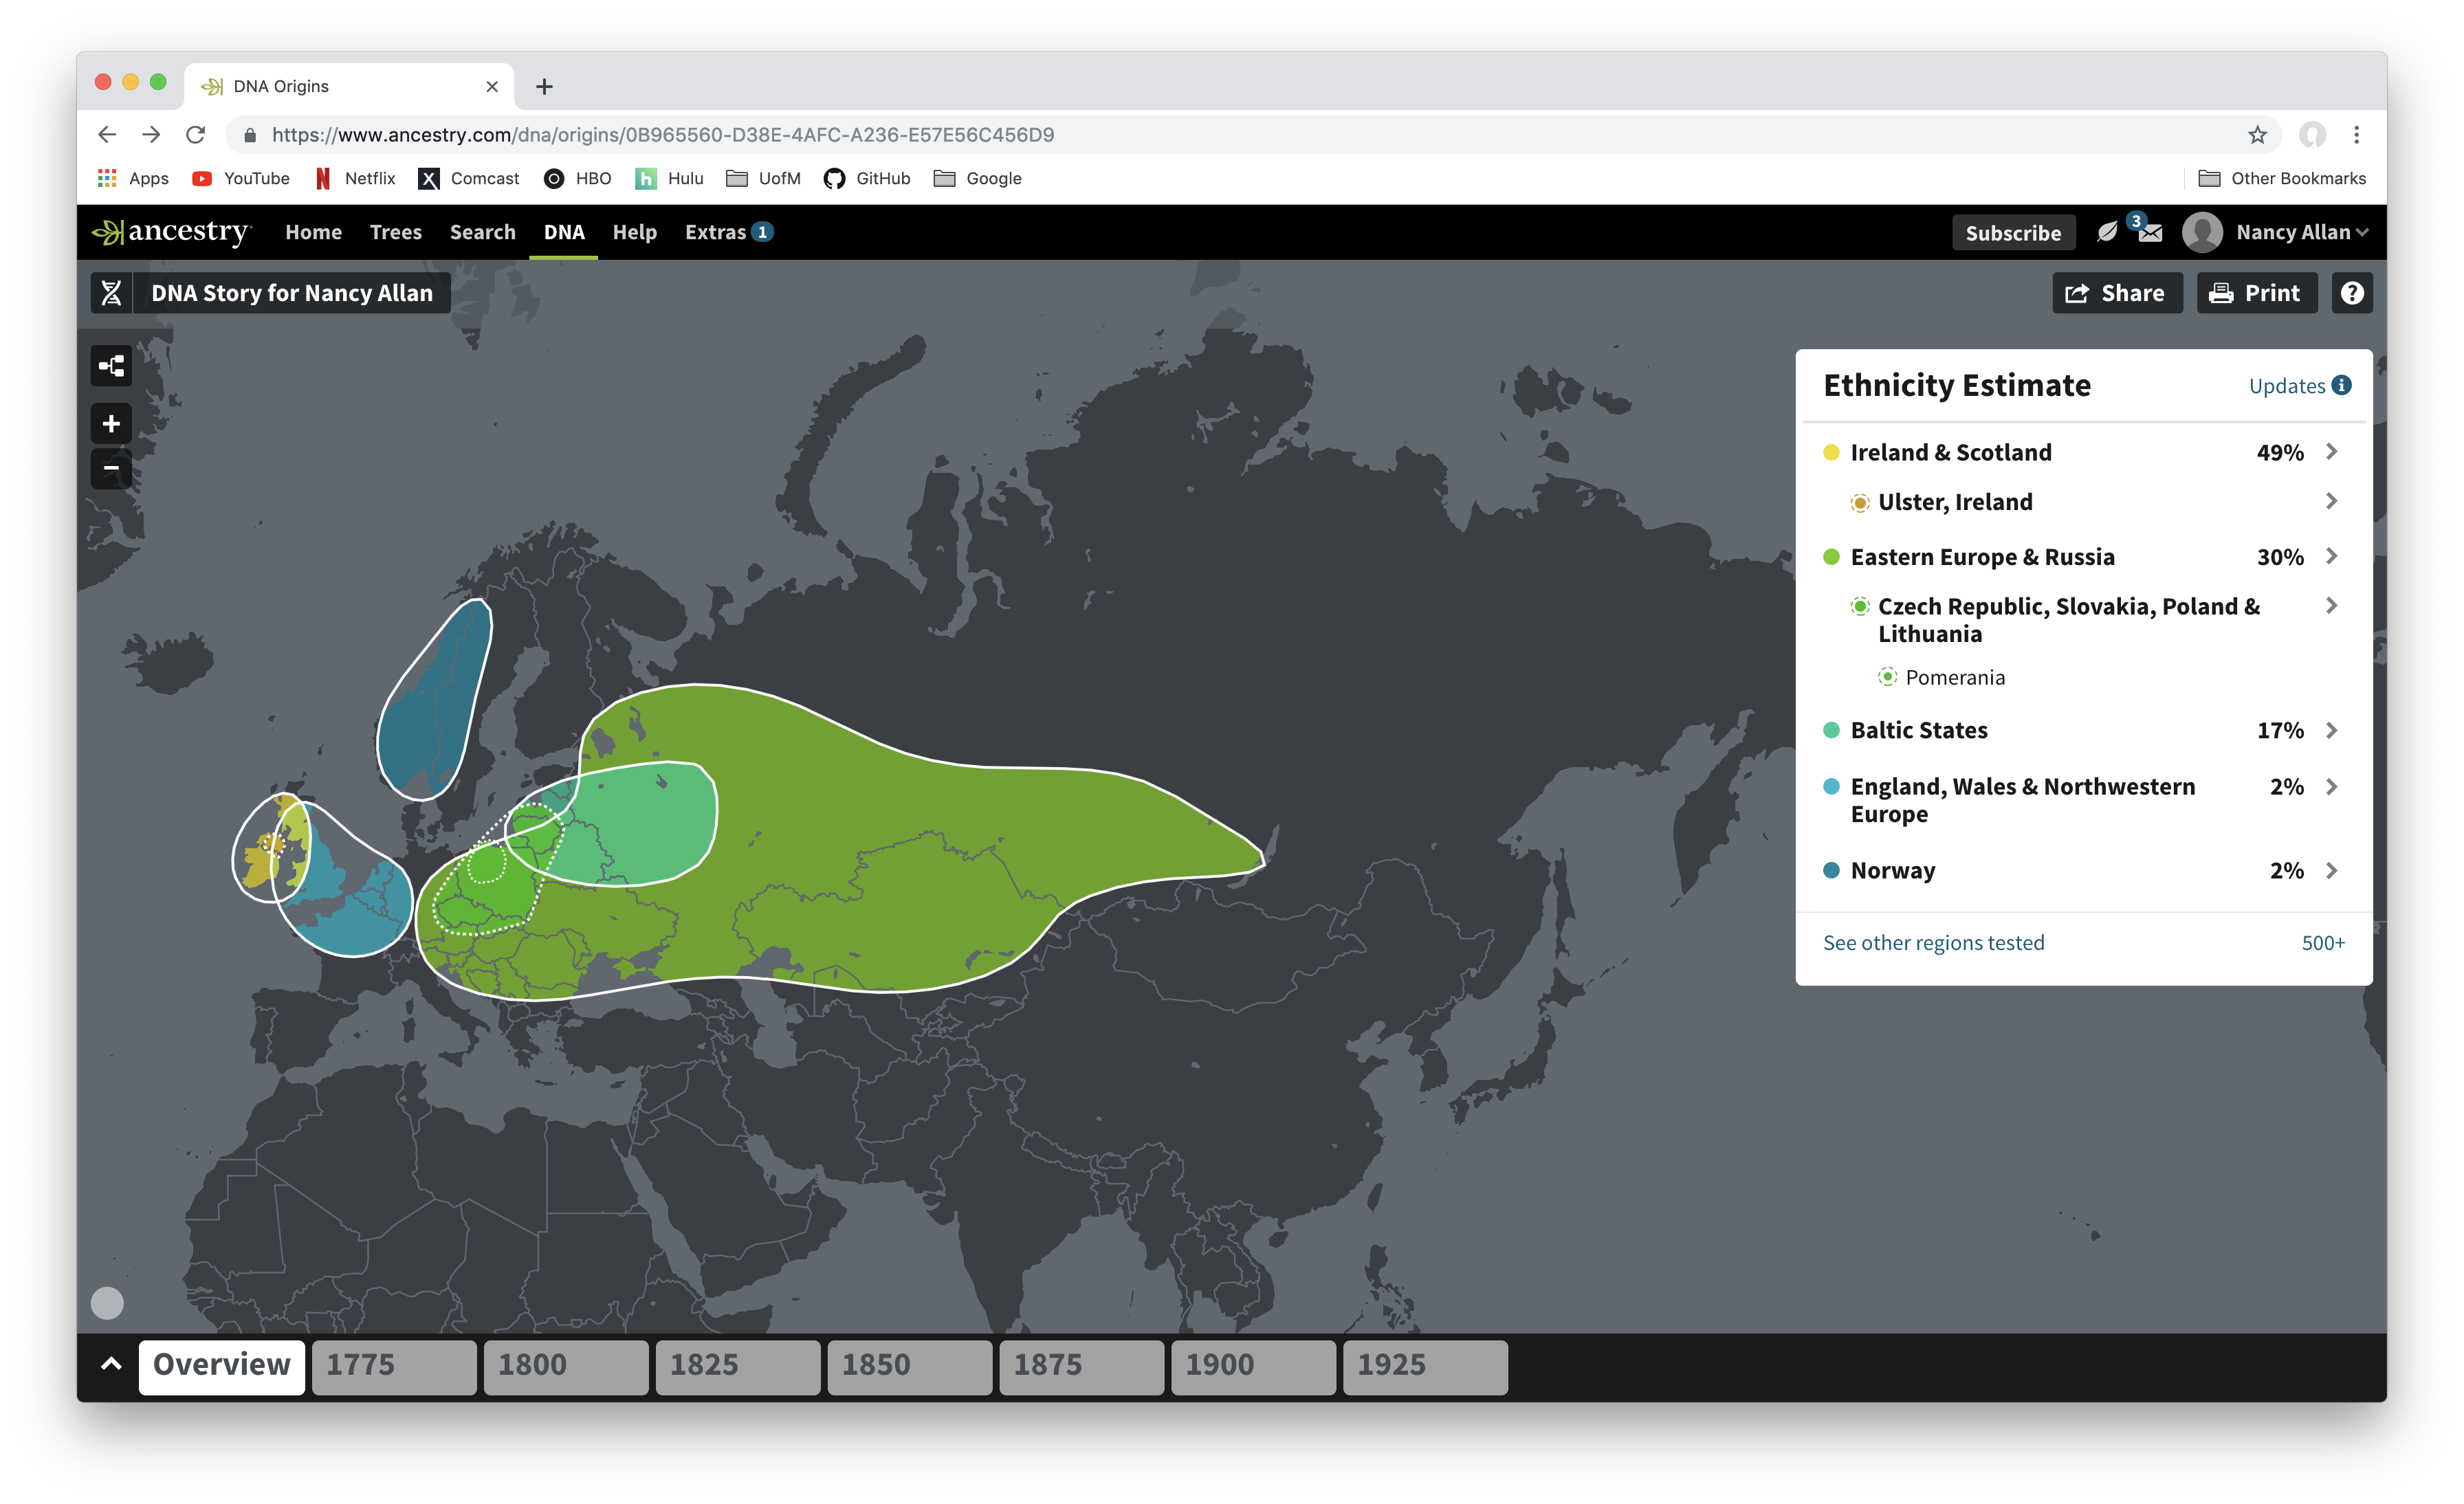 DNA Origins
https://www.ancestry.com/dna/origins/0B965560-D38E-4AFC-A236-E57E56C456D9
Apps YouTube Netflix Comcast HBO Hulu UofM GitHub Google Other Bookmarks
ancestry Home Trees Search DNA Help Extras 1 Subscribe 3 Nancy Allan
DNA Story for Nancy Allan Share Print ?
Ethnicity Estimate Updates i
Ireland & Scotland 49%
Ulster, Ireland
Eastern Europe & Russia 30%
Czech Republic, Slovakia, Poland &
Lithuania
Pomerania
Baltic States 17%
England, Wales & Northwestern 2%
Europe
Norway 2%
See other regions tested 500+
Overview 1775 1800 1825 1850 1875 1900 1925